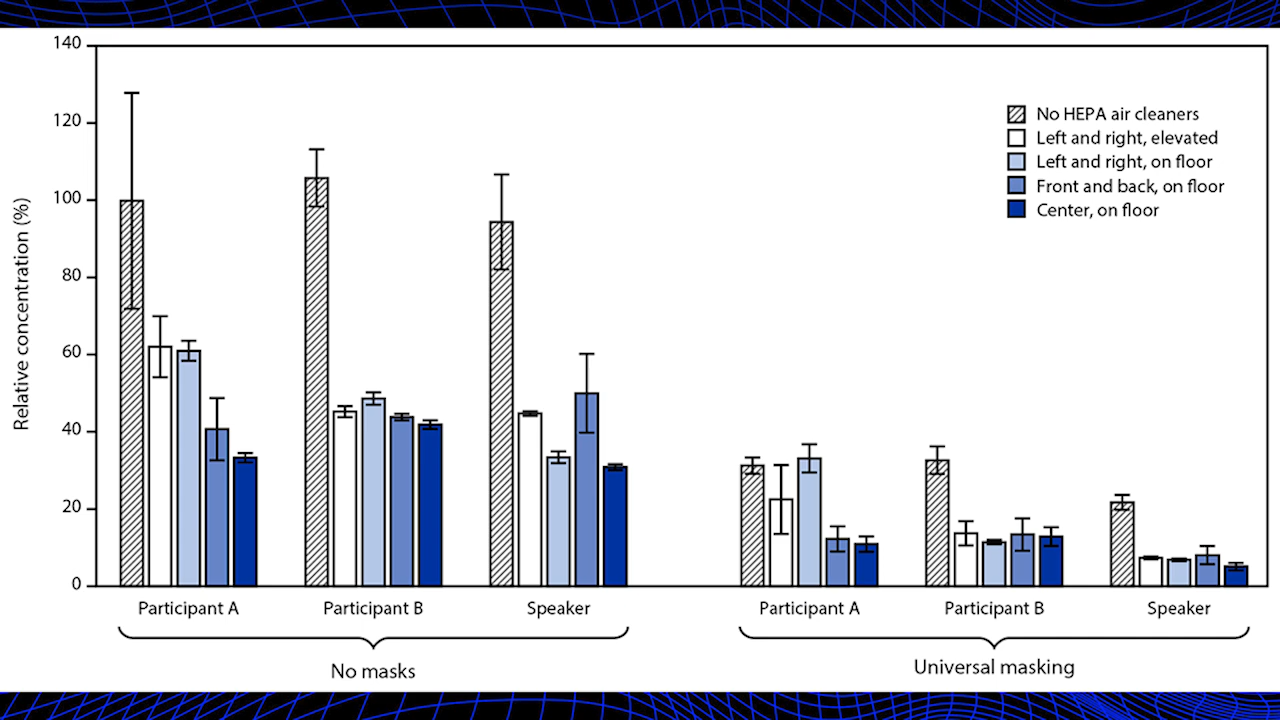 140
120
100
80
60
40
20
0
Relative concentration (%)
No HEPA air cleaners
Left and right, elevated
Left and right, on floor
Front and back, on floor
Center, on floor
Participant A
Participant B
Speaker
Participant A
Participant B
Speaker
No masks
Universal masking